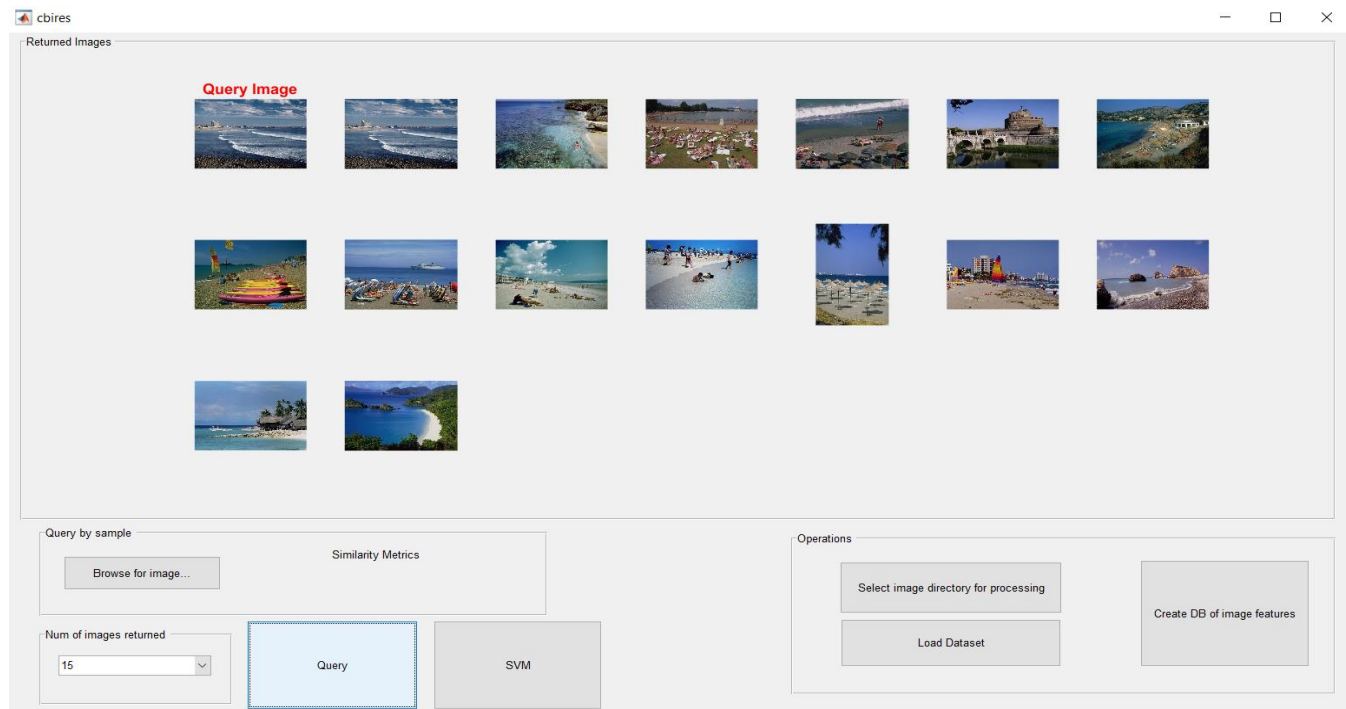 cbires
Returned Images
Query Image
Query by sample
Browse for image...
Similarity Metrics
Num of images returned
15
Query
SVM
Operations
Select image directory for processing
Load Dataset
Create DB of image features